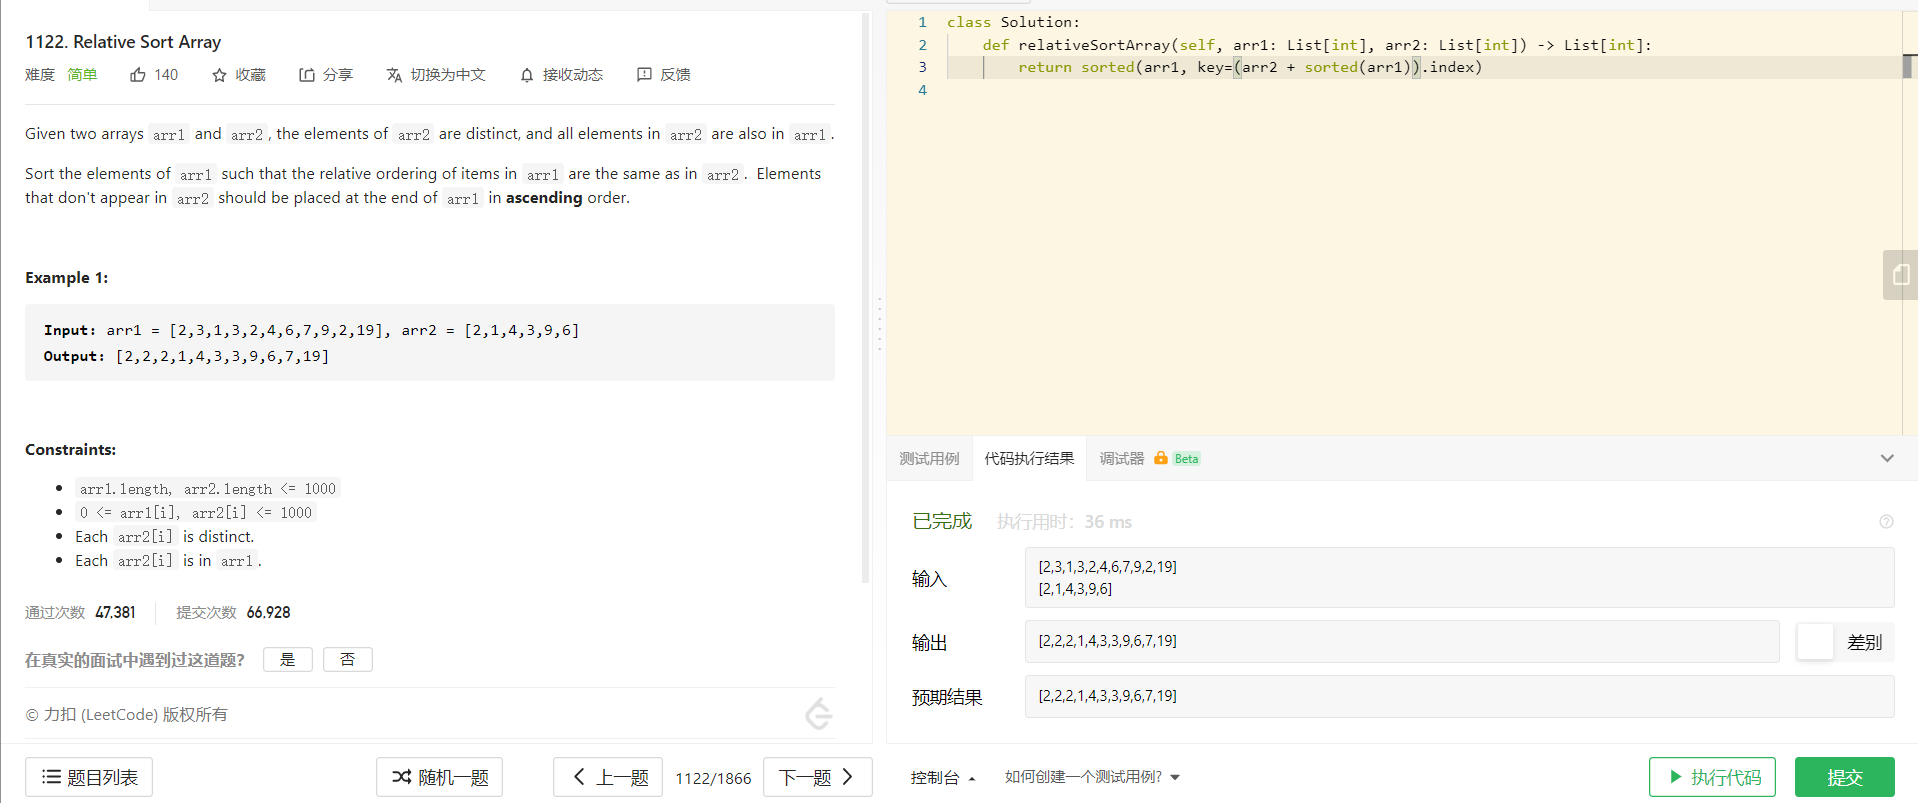 1122. Relative Sort Array
难度 简单 140 收藏 分享 切换为中文 接收动态 反馈
Given two arrays arr1 and arr2, the elements of arr2 are distinct, and all elements in arr2 are also in arr1.
Sort the elements of arr1 such that the relative ordering of items in arr1 are the same as in arr2. Elements
that don't appear in arr2 should be placed at the end of arr1 in ascending order.
Example 1:
Input: arr1 = [2,3,1,3,2,4,6,7,9,2,19], arr2 = [2,1,4,3,9,6]
Output: [2,2,2,1,4,3,3,9,6,7,19]
Constraints:
arr1.length, arr2.length <= 1000
0 <= arr1[i], arr2[i] <= 1000
Each arr2[i] is distinct.
Each arr2[i] is in arr1.
通过次数 47,381 提交次数 66,928
在真实的面试中遇到过这道题? 是 否
© 力扣 (LeetCode) 版权所有
题目列表 随机一题 上一题 1122/1866 下一题
1 class Solution:
2 def relativeSortArray(self, arr1: List[int], arr2: List[int]) -> List[int]:
3 return sorted(arr1, key=(arr2 + sorted(arr1)).index)
4
测试用例 代码执行结果 调试器 Beta
已完成 执行用时: 36 ms
输入
[2,3,1,3,2,4,6,7,9,2,19]
[2,1,4,3,9,6]
输出 [2,2,2,1,4,3,3,9,6,7,19] 差别
预期结果 [2,2,2,1,4,3,3,9,6,7,19]
控制台 如何创建一个测试用例? 执行代码 提交